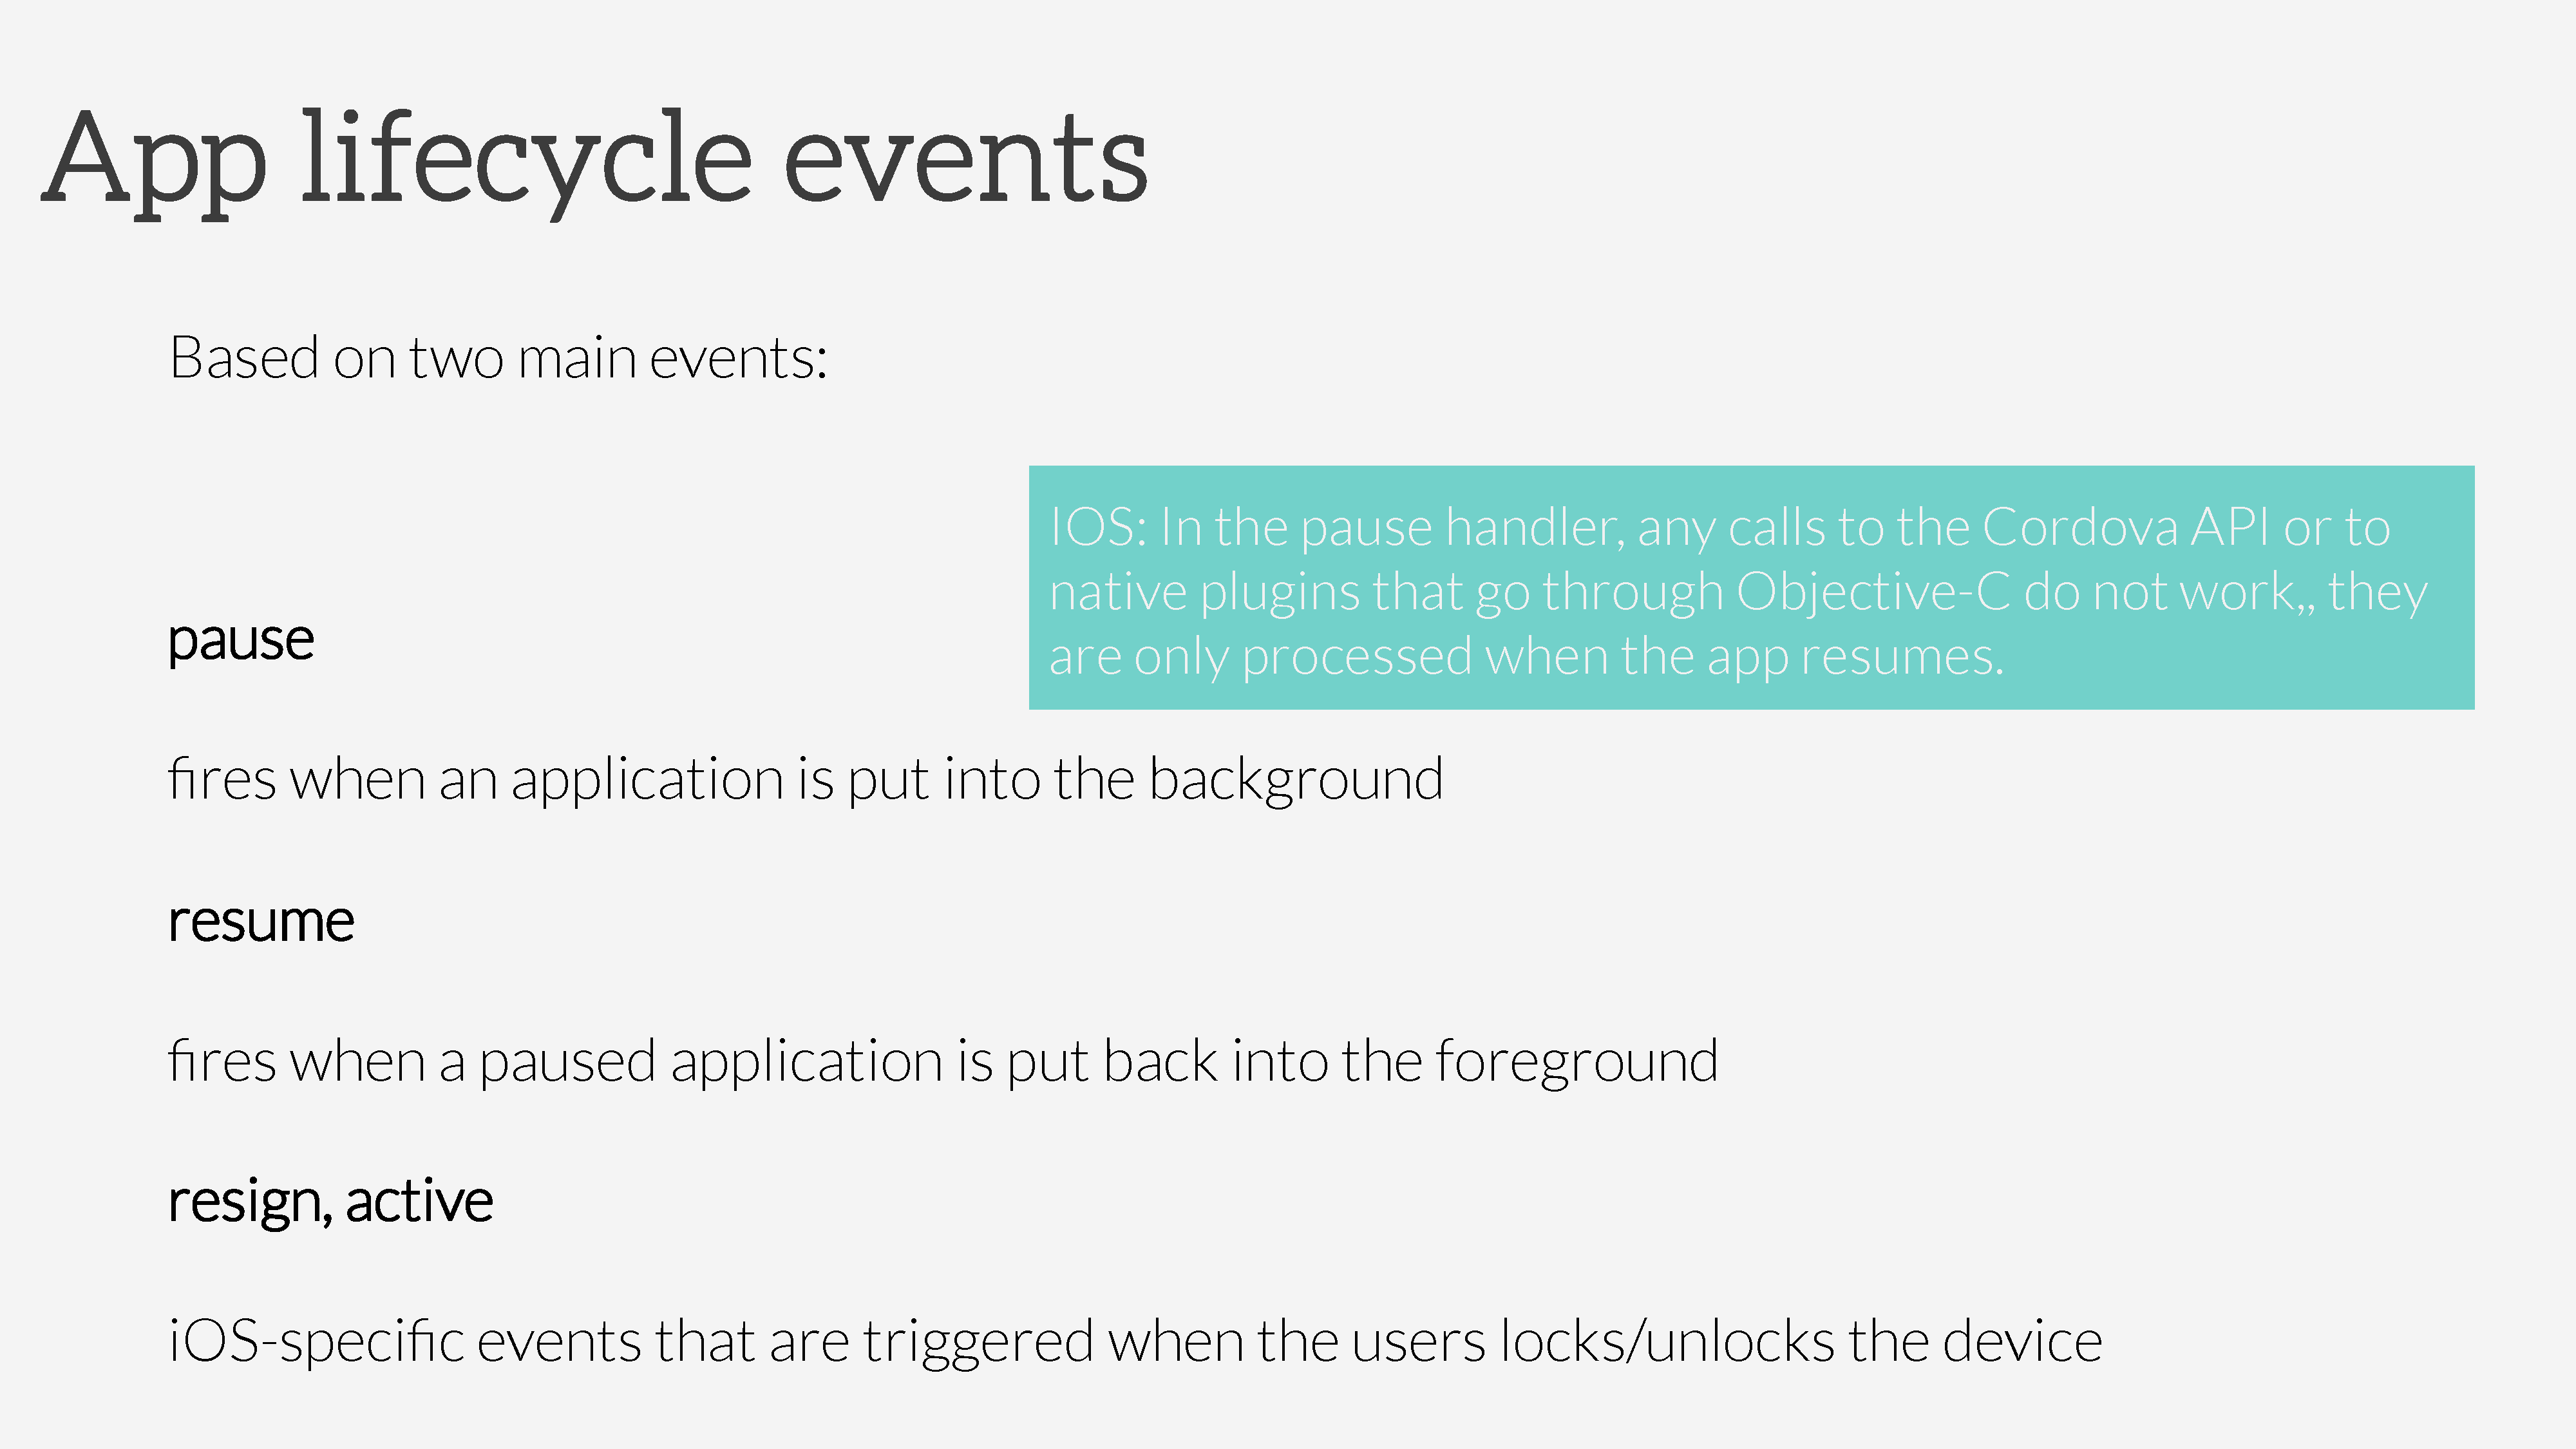 App lifecycle events
Based on two main events:
IOS: In the pause handler, any calls to the Cordova API or to
native plugins that go through Objective-C do not work,, they
are only processed when the app resumes.
pause
fires when an application is put into the background
resume
fires when a paused application is put back into the foreground
resign, active
iOS-specific events that are triggered when the users locks/unlocks the device